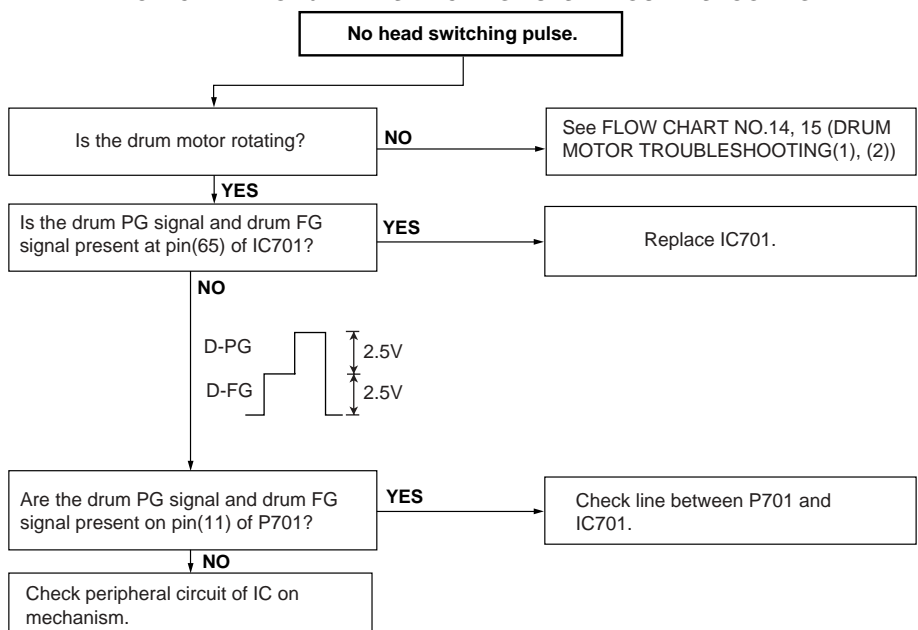 No head switching pulse.
Is the drum motor rotating?
NO
See FLOW CHART NO.14, 15 (DRUM
MOTOR TROUBLESHOOTING(1), (2))
YES
Is the drum PG signal and drum FG
signal present at pin(65) of IC701?
YES
Replace IC701.
NO
D-PG
2.5V
D-FG
2.5V
Are the drum PG signal and drum FG
signal present on pin(11) of P701?
YES
Check line between P701 and
IC701.
NO
Check peripheral circuit of IC on
mechanism.